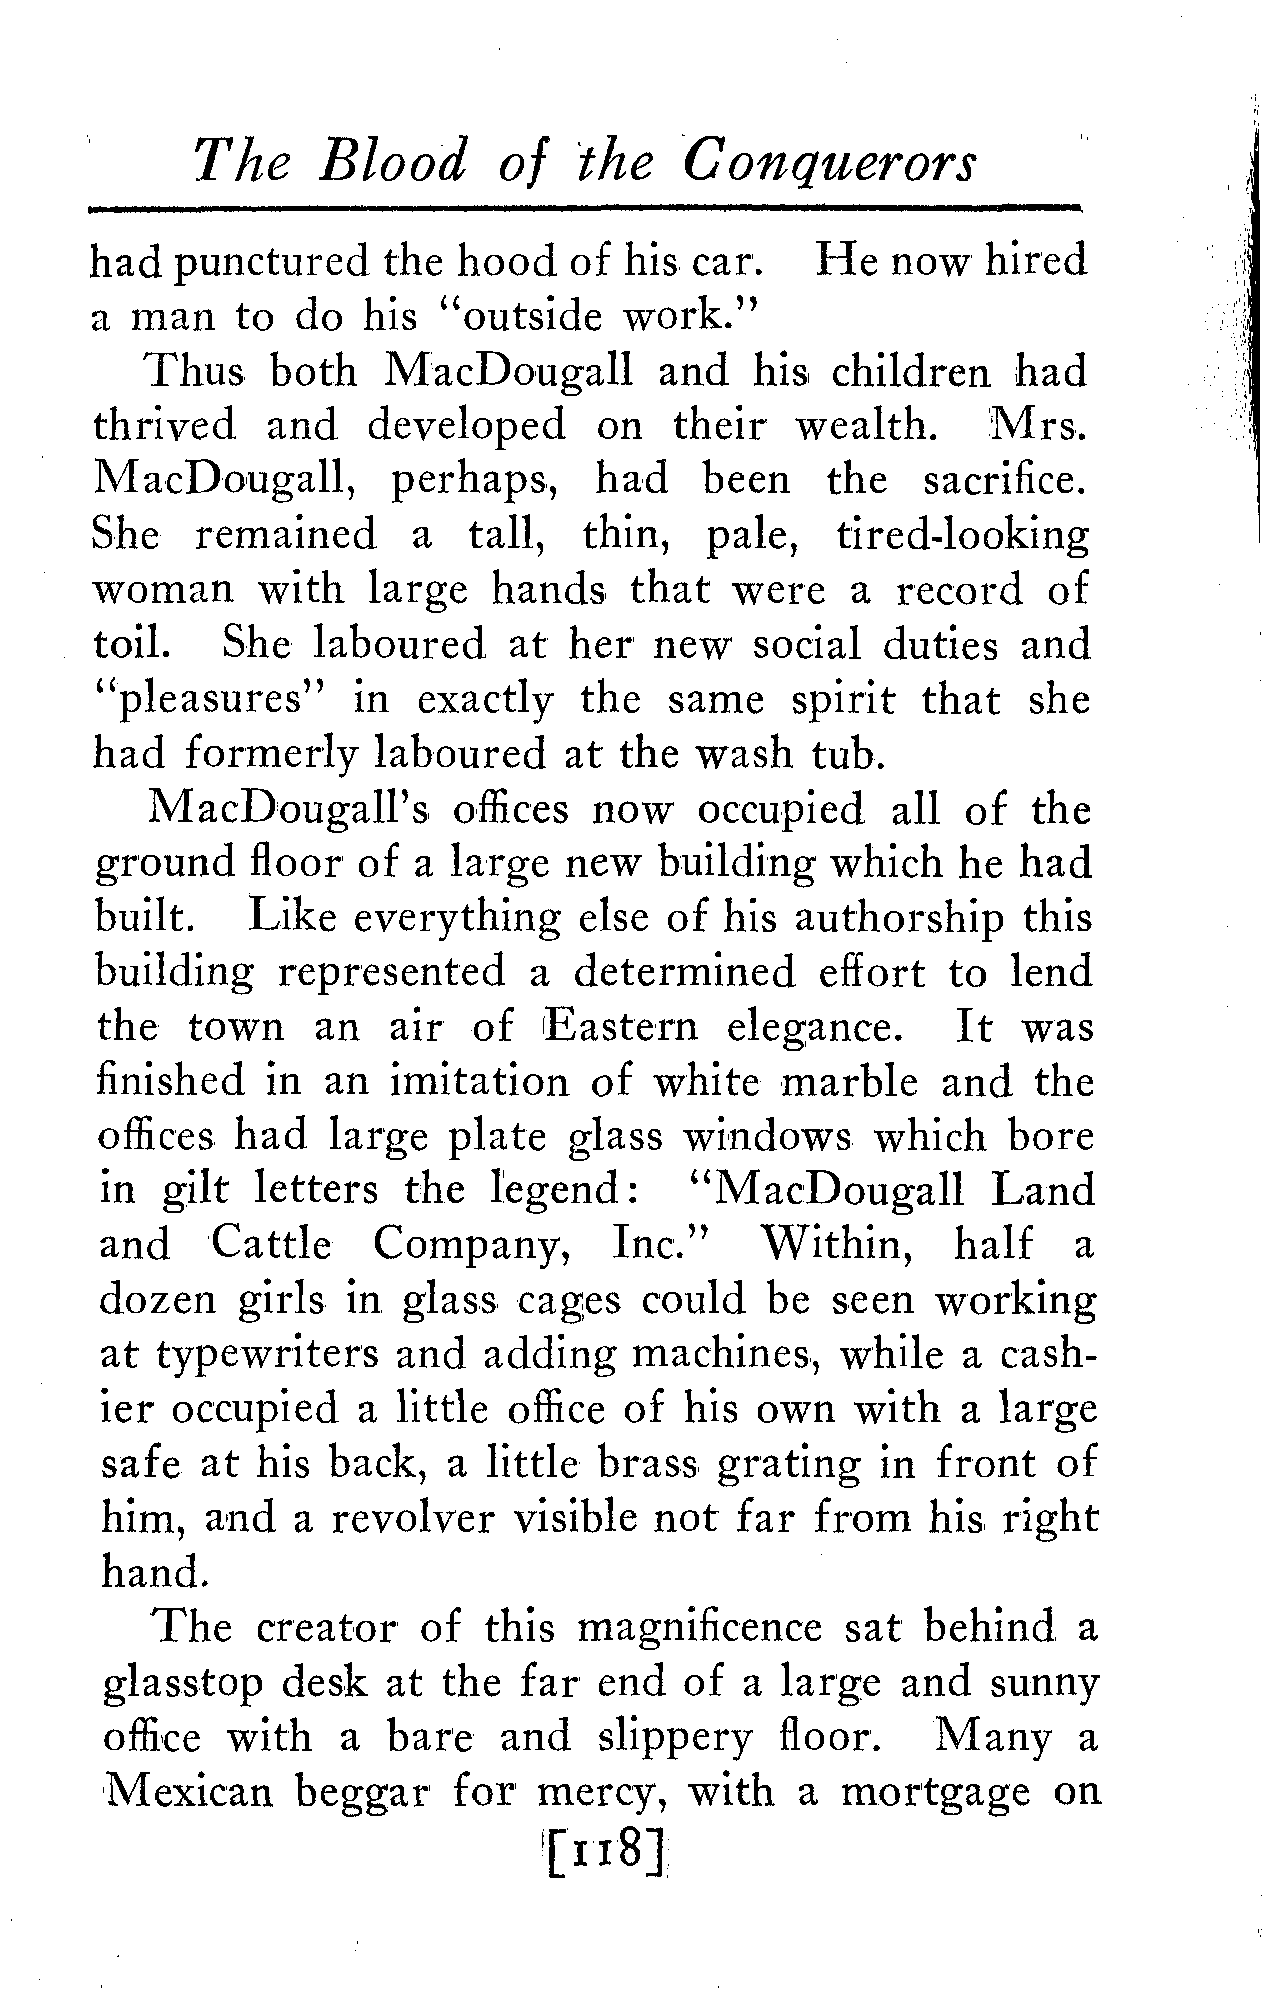 The Blood of the Conquerors
had punctured the hood of his car. He now hired
a man to do his "outside work."
Thus both MacDougall and his children had
thrived and developed on their wealth. Mrs.
MacDougall, perhaps, had been the sacrifice.
She remained a tall, thin, pale, tired-looking
woman with large hands that were a record of
toil. She laboured at her new social duties and
"pleasures" in exactly the same spirit that she
had formerly laboured at the wash tub.
MacDougall's offices now occupied all of the
ground floor of a large new building which he had
built. Like everything else of his authorship this
building represented a determined effort to lend
the town an air of Eastern elegance. It was
finished in an imitation of white marble and the
offices had large plate glass windows which bore
in gilt letters the legend: "MacDougall Land
and Cattle Company, Inc." Within, half a
dozen girls in glass cages could be seen working
at typewriters and adding machines, while a cash-
ier occupied a little office of his own with a large
safe at his back, a little brass grating in front of
him, and a revolver visible not far from his right
hand.
The creator of this magnificence sat behind a
glasstop desk at the far end of a large and sunny
office with a bare and slippery floor. Many a
Mexican beggar for mercy, with a mortgage on
[118]